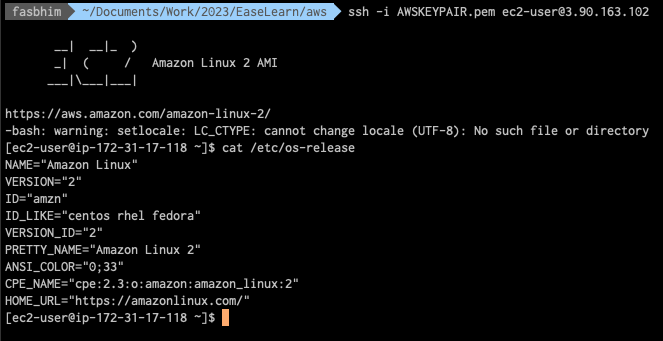 fasbhim ~/Documents/Work/2023/EaseLearn/aws ssh -i AWSKEYPAIR.pem ec2-user@3.90.163.102
__|  __|_  )
_|  (     /   Amazon Linux 2 AMI
___|\___|___|
https://aws.amazon.com/amazon-linux-2/
-bash: warning: setlocale: LC_CTYPE: cannot change locale (UTF-8): No such file or directory
[ec2-user@ip-172-31-17-118 ~]$ cat /etc/os-release
NAME="Amazon Linux"
VERSION="2"
ID="amzn"
ID_LIKE="centos rhel fedora"
VERSION_ID="2"
PRETTY_NAME="Amazon Linux 2"
ANSI_COLOR="0;33"
CPE_NAME="cpe:2.3:o:amazon:amazon_linux:2"
HOME_URL="https://amazonlinux.com/"
[ec2-user@ip-172-31-17-118 ~]$